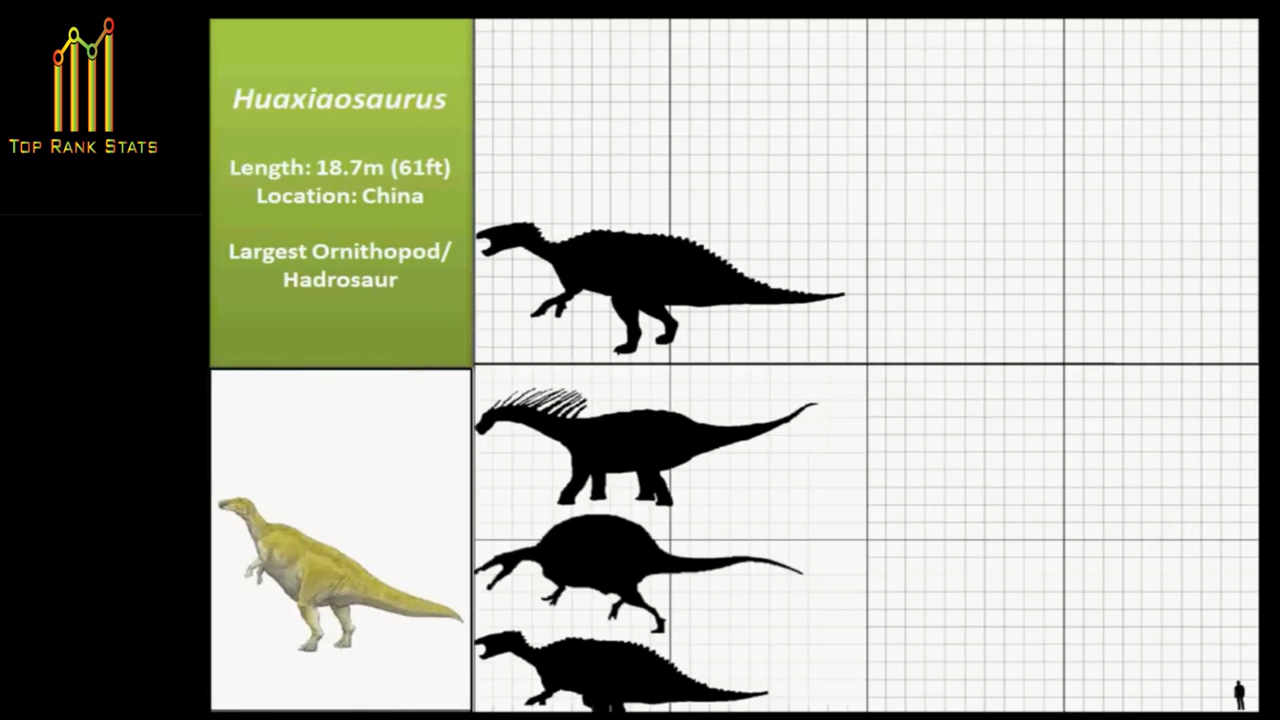 TOP RANK STATS
Huaxiaosaurus
Length: 18.7m (61ft)
Location: China
Largest Ornithopod/
Hadrosaur